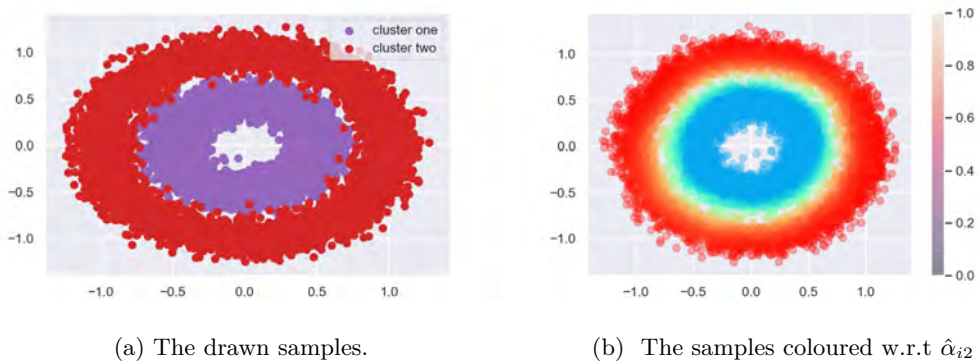 cluster one
cluster two
1.0
0.5
0.0
−0.5
−1.0
−1.0 −0.5 0.0 0.5 1.0
1.0
0.5
0.0
−0.5
−1.0
−1.0 −0.5 0.0 0.5 1.0
1.0
0.8
0.6
0.4
0.2
0.0
(a) The drawn samples.
(b) The samples coloured w.r.t $\hat{\alpha}_{i2}$